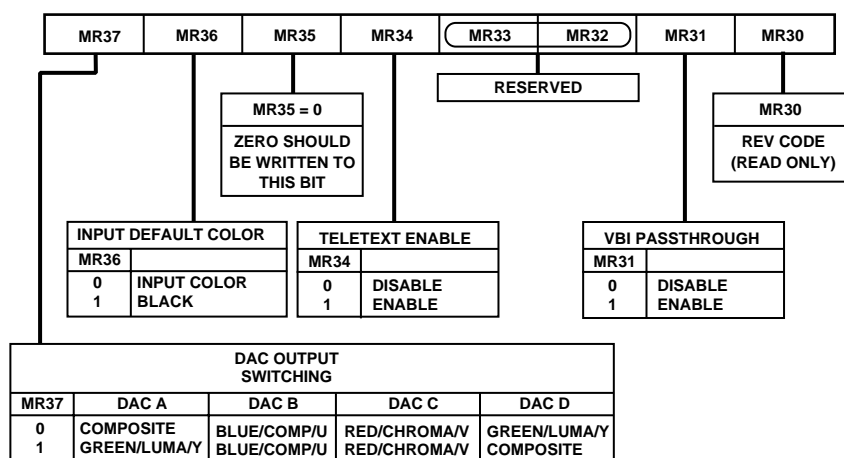 MR37 MR36 MR35 MR34 MR33 MR32 MR31 MR30
RESERVED
MR35 = 0
ZERO SHOULD
BE WRITTEN TO
THIS BIT
MR30
REV CODE
(READ ONLY)
INPUT DEFAULT COLOR
MR36
0 INPUT COLOR
1 BLACK
TELETEXT ENABLE
MR34
0 DISABLE
1 ENABLE
VBI PASSTHROUGH
MR31
0 DISABLE
1 ENABLE
DAC OUTPUT
SWITCHING
MR37 DAC A DAC B DAC C DAC D
0 COMPOSITE BLUE/COMP/U RED/CHROMA/V GREEN/LUMA/Y
1 GREEN/LUMA/Y BLUE/COMP/U RED/CHROMA/V COMPOSITE